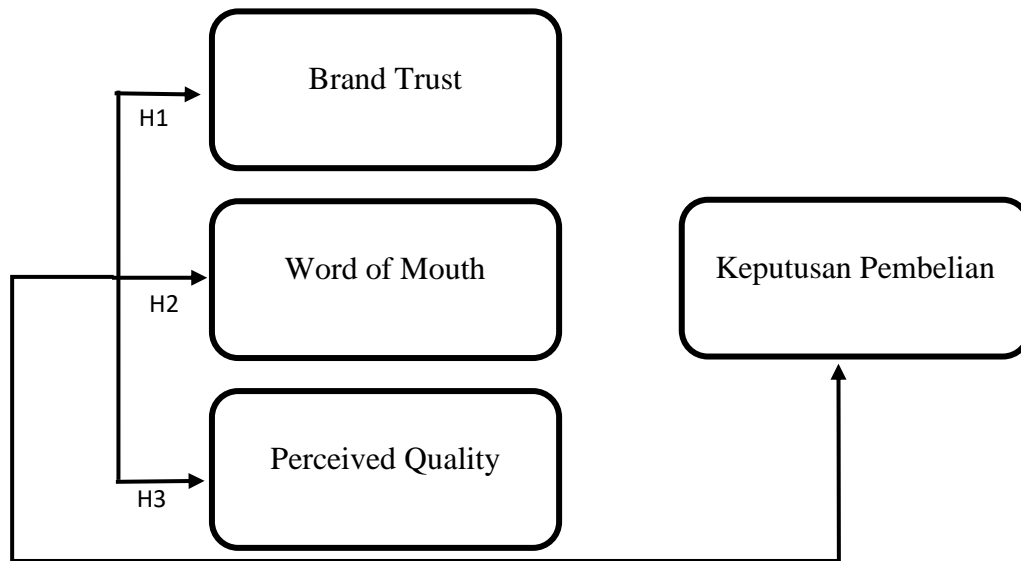 Brand Trust
H1
Word of Mouth
H2
Keputusan Pembelian
Perceived Quality
H3